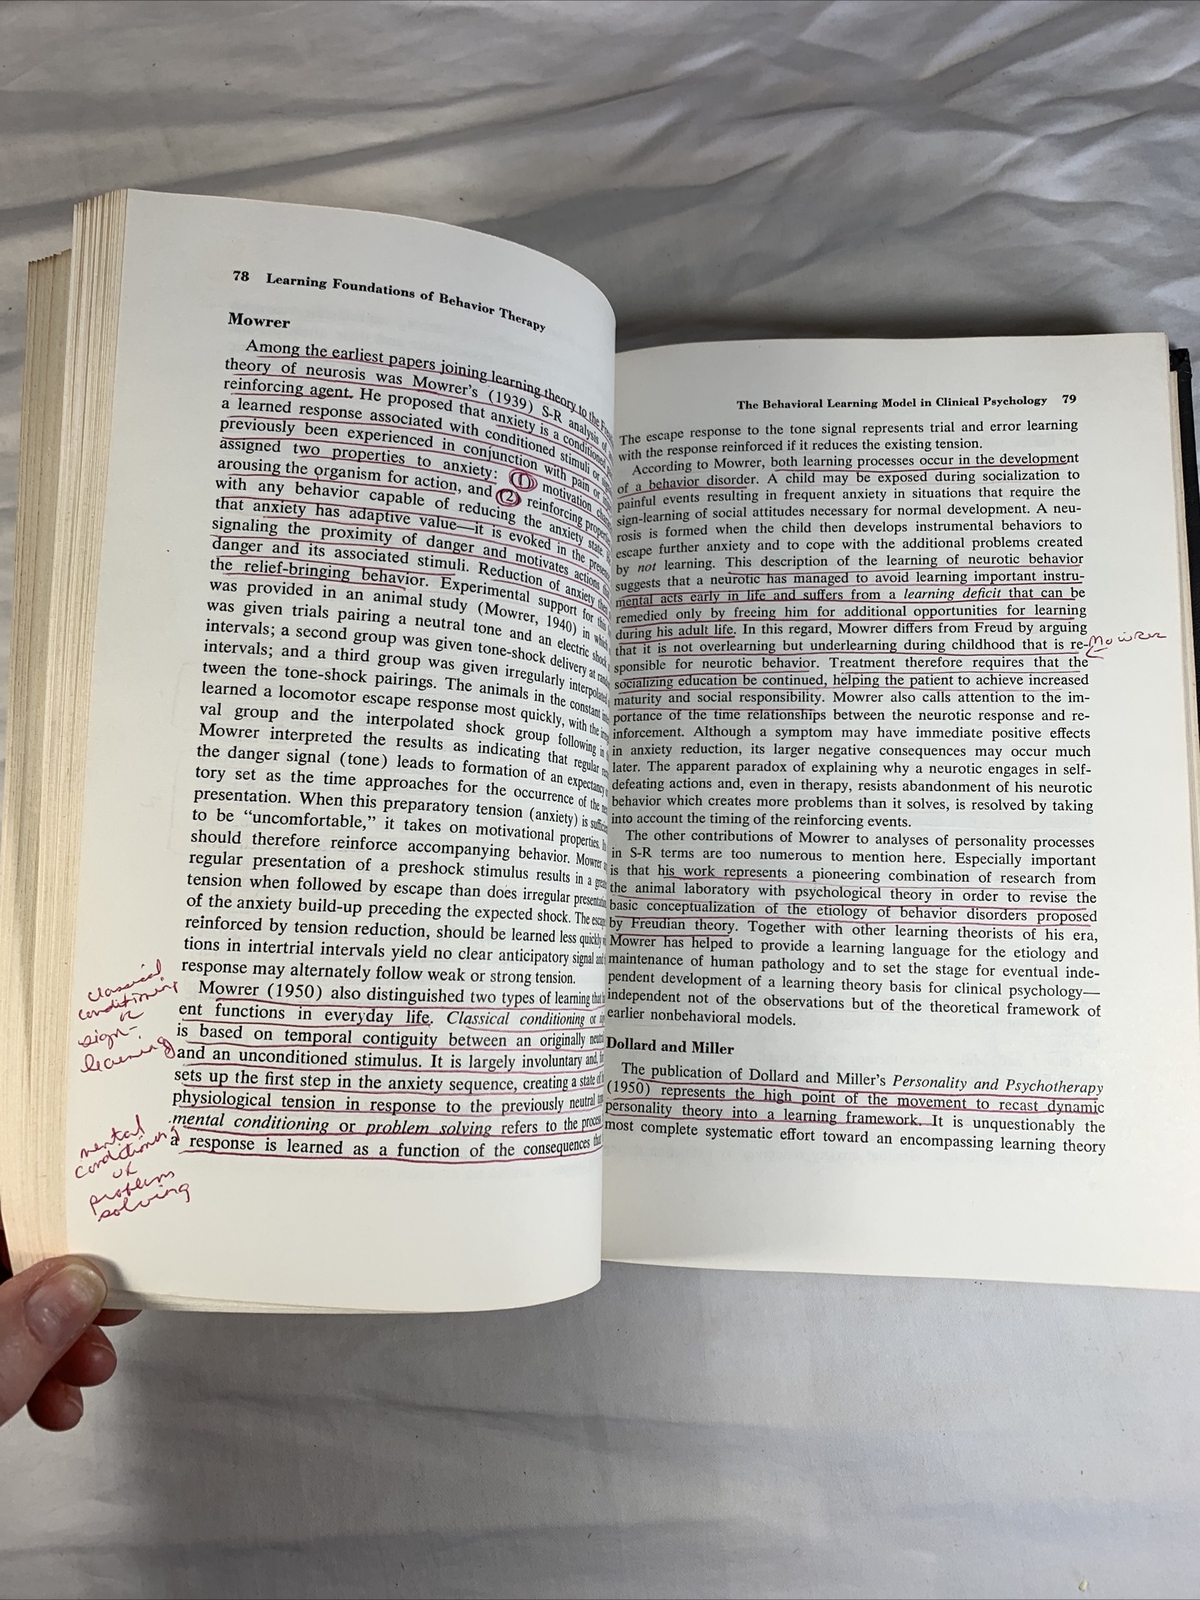 78 Learning Foundations of Behavior Therapy
Mowrer
Among the earliest papers joining learning theory to the
theory of neurosis was Mowrer's (1939) S-R analysis of
reinforcing agent. He proposed that anxiety is a conditioned
a learned response associated with conditioned stimuli or
previously been experienced in conjunction with pain or
assigned two properties to anxiety: (1) motivation
arousing the organism for action, and (2) reinforcing
with any behavior capable of reducing the anxiety state.
that anxiety has adaptive value—it is evoked in the
signaling the proximity of danger and motivates actions
danger and its associated stimuli. Reduction of anxiety
the relief-bringing behavior. Experimental support for
was provided in an animal study (Mowrer, 1940) in which
was given trials pairing a neutral tone and an electric shock
intervals; a second group was given tone-shock delivery at
intervals; and a third group was given irregularly interpolated
tween the tone-shock pairings. The animals in the constant
learned a locomotor escape response most quickly, with the
val group and the interpolated shock group following in
Mowrer interpreted the results as indicating that regular
the danger signal (tone) leads to formation of an expectancy
tory set as the time approaches for the occurrence of the
presentation. When this preparatory tension (anxiety) is
to be "uncomfortable," it takes on motivational properties.
should therefore reinforce accompanying behavior. Mowrer
regular presentation of a preshock stimulus results in a
tension when followed by escape than does irregular
of the anxiety build-up preceding the expected shock. The
reinforced by tension reduction, should be learned less quickly
tions in intertrial intervals yield no clear anticipatory signal and
response may alternately follow weak or strong tension.
Mowrer (1950) also distinguished two types of learning that
ent functions in everyday life. Classical conditioning or
is based on temporal contiguity between an originally
and an unconditioned stimulus. It is largely involuntary and,
sets up the first step in the anxiety sequence, creating a state of
physiological tension in response to the previously neutral
mental conditioning or problem solving refers to the process
a response is learned as a function of the consequences that
classical
conditioning
or
sign-
learning
mental
conditioning
or
problem
solving
The Behavioral Learning Model in Clinical Psychology 79
The escape response to the tone signal represents trial and error learning
with the response reinforced if it reduces the existing tension.
According to Mowrer, both learning processes occur in the development
of a behavior disorder. A child may be exposed during socialization to
painful events resulting in frequent anxiety in situations that require the
sign-learning of social attitudes necessary for normal development. A neu-
rosis is formed when the child then develops instrumental behaviors to
escape further anxiety and to cope with the additional problems created
by not learning. This description of the learning of neurotic behavior
suggests that a neurotic has managed to avoid learning important instru-
mental acts early in life and suffers from a learning deficit that can be
remedied only by freeing him for additional opportunities for learning
during his adult life. In this regard, Mowrer differs from Freud by arguing
that it is not overlearning but underlearning during childhood that is re-
Mowrer
sponsible for neurotic behavior. Treatment therefore requires that the
socializing education be continued, helping the patient to achieve increased
maturity and social responsibility. Mowrer also calls attention to the im-
portance of the time relationships between the neurotic response and re-
inforcement. Although a symptom may have immediate positive effects
in anxiety reduction, its larger negative consequences may occur much
later. The apparent paradox of explaining why a neurotic engages in self-
defeating actions and, even in therapy, resists abandonment of his neurotic
behavior which creates more problems than it solves, is resolved by taking
into account the timing of the reinforcing events.
The other contributions of Mowrer to analyses of personality processes
in S-R terms are too numerous to mention here. Especially important
is that his work represents a pioneering combination of research from
the animal laboratory with psychological theory in order to revise the
basic conceptualization of the etiology of behavior disorders proposed
by Freudian theory. Together with other learning theorists of his era,
Mowrer has helped to provide a learning language for the etiology and
maintenance of human pathology and to set the stage for eventual inde-
pendent development of a learning theory basis for clinical psychology—
independent not of the observations but of the theoretical framework of
earlier nonbehavioral models.
Dollard and Miller
The publication of Dollard and Miller's Personality and Psychotherapy
(1950) represents the high point of the movement to recast dynamic
personality theory into a learning framework. It is unquestionably the
most complete systematic effort toward an encompassing learning theory